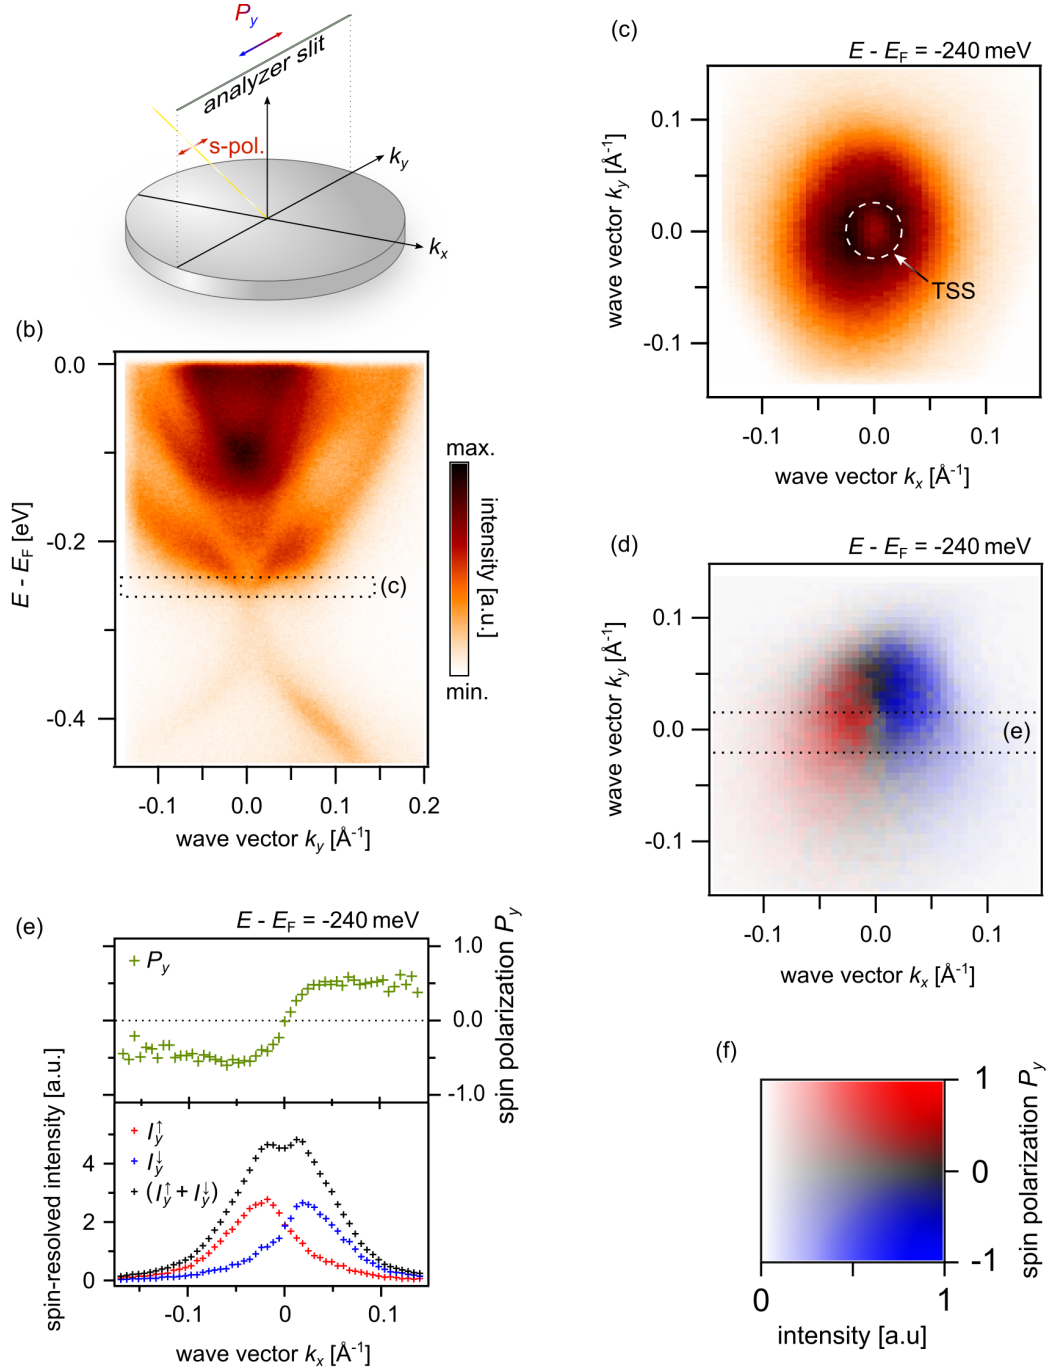 P_y
analyzer slit
s-pol.
k_y
k_x
(b)
0.0
-0.2
-0.4
E - E_F [eV]
-0.1
0.0
0.1
0.2
wave vector k_y [Å⁻¹]
(c)
max.
intensity [a.u.]
min.
(c)
E - E_F = -240 meV
0.1
0.0
-0.1
wave vector k_y [Å⁻¹]
TSS
-0.1
0.0
0.1
wave vector k_x [Å⁻¹]
(d)
E - E_F = -240 meV
0.1
0.0
-0.1
wave vector k_y [Å⁻¹]
(e)
-0.1
0.0
0.1
wave vector k_x [Å⁻¹]
(e)
E - E_F = -240 meV
P_y
1.0
0.0
-1.0
spin polarization P_y
I_y^↑
I_y^↓
(I_y^↑ + I_y^↓)
4
2
0
spin-resolved intensity [a.u.]
-0.1
0
0.1
wave vector k_x [Å⁻¹]
(f)
1
0
-1
spin polarization P_y
0
1
intensity [a.u]